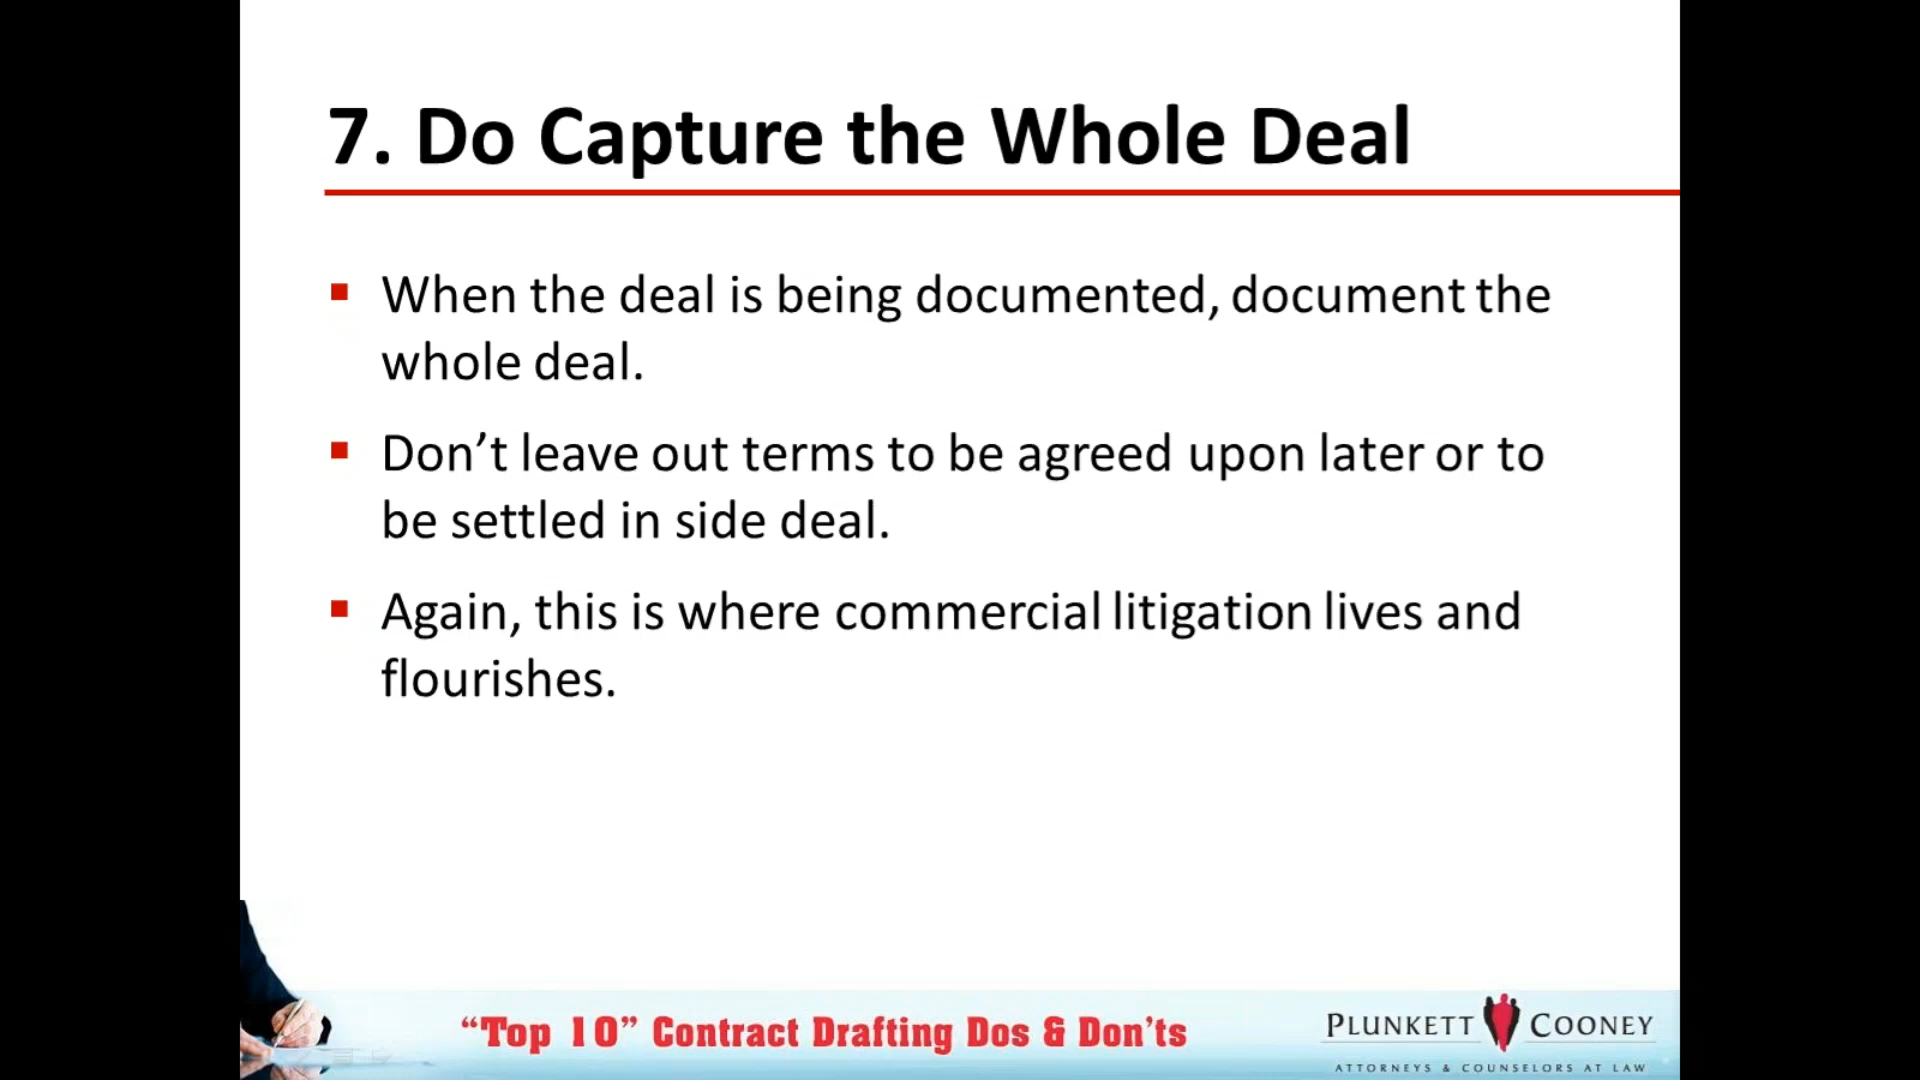 7. Do Capture the Whole Deal
▪ When the deal is being documented, document the
whole deal.
▪ Don’t leave out terms to be agreed upon later or to
be settled in side deal.
▪ Again, this is where commercial litigation lives and
flourishes.
“Top 10” Contract Drafting Dos & Don’ts
PLUNKETT COONEY
ATTORNEYS & COUNSELORS AT LAW